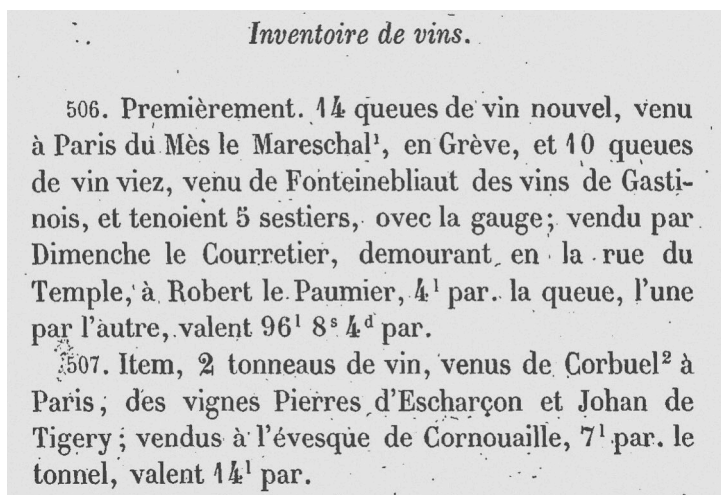 Inventoire de vins.
506. Premièrement. 14 queues de vin nouvel, venu
à Paris du Mès le Mareschal¹, en Grève, et 10 queues
de vin viez, venu de Fonteinebliaut des vins de Gasti-
nois, et tenoient 5 sestiers, ovec la gauge; vendu par
Dimenche le Courretier, demourant en la rue du
Temple, à Robert le Paumier, 4ˡ par. la queue, l'une
par l'autre, valent 96ˡ 8ˢ 4ᵈ par.
507. Item, 2 tonneaus de vin, venus de Corbuel² à
Paris, des vignes Pierres d'Escharçon et Johan de
Tigery; vendus à l'évesque de Cornouaille, 7ˡ par. le
tonnel, valent 14ˡ par.